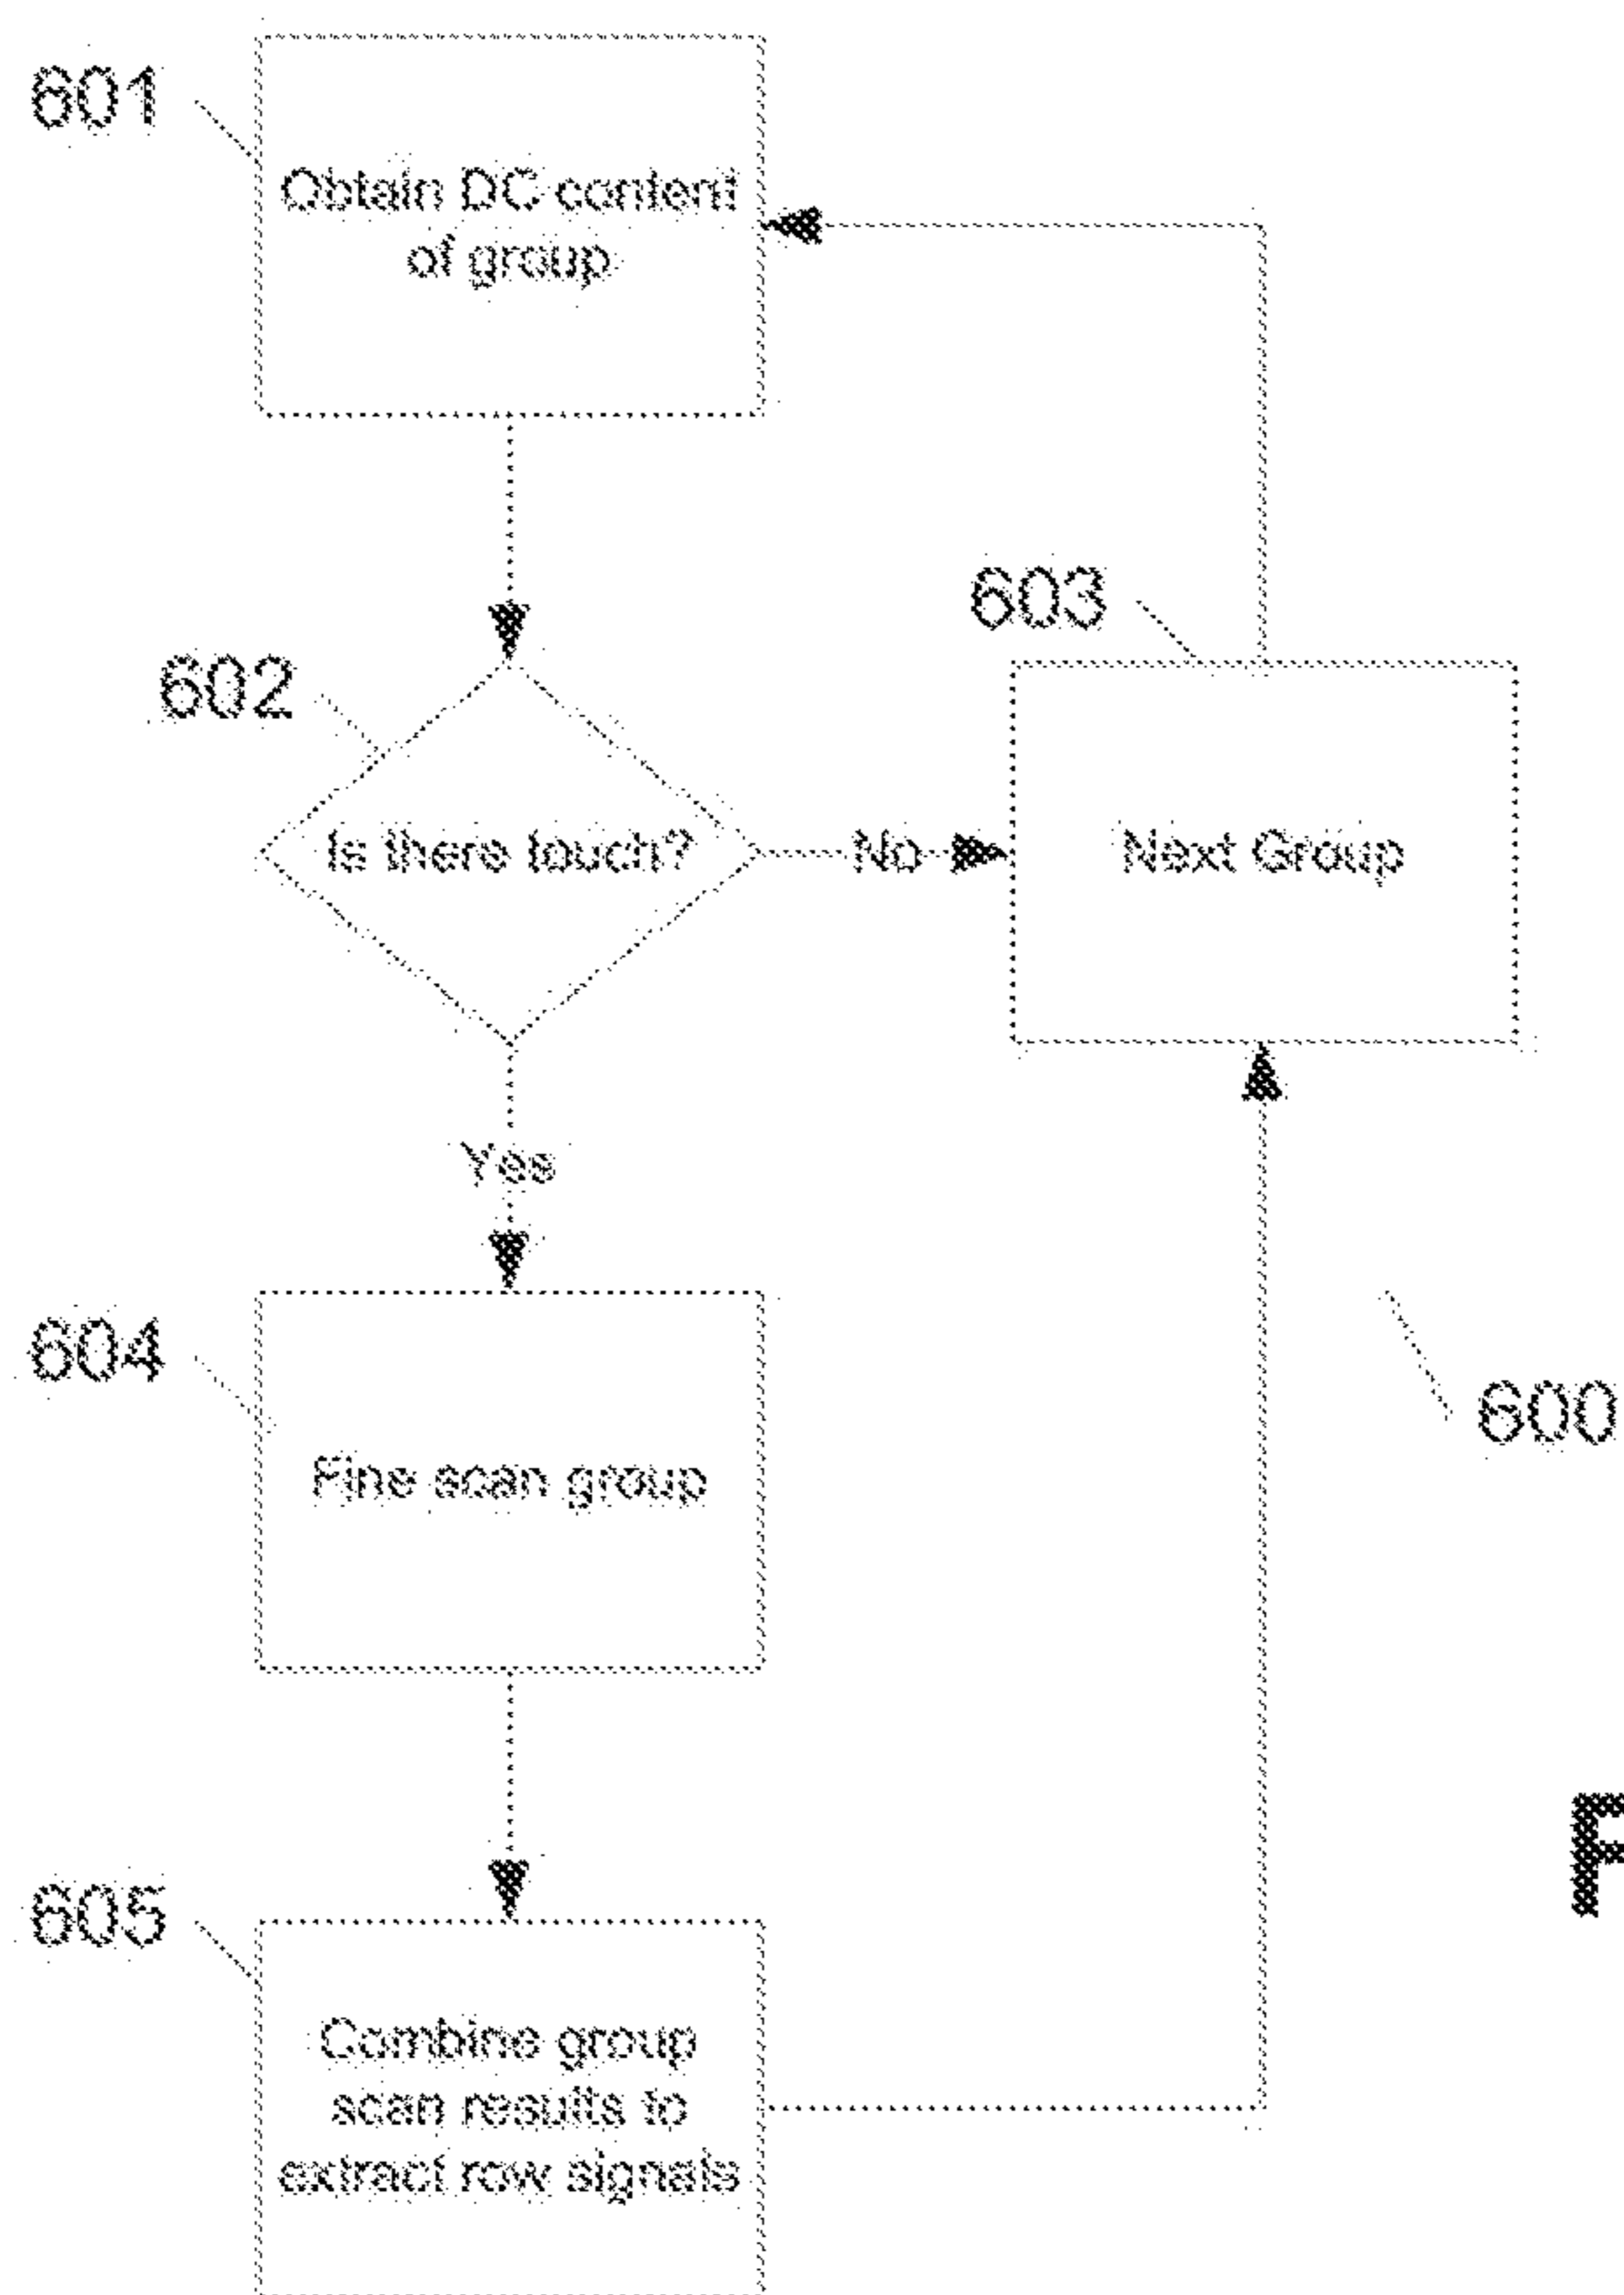 601
Obtain DC content
of group
603
602
Is there touch?
No
Next Group
Yes
604
600
Fine scan group
F
605
Combine group
scan results to
extract row signals